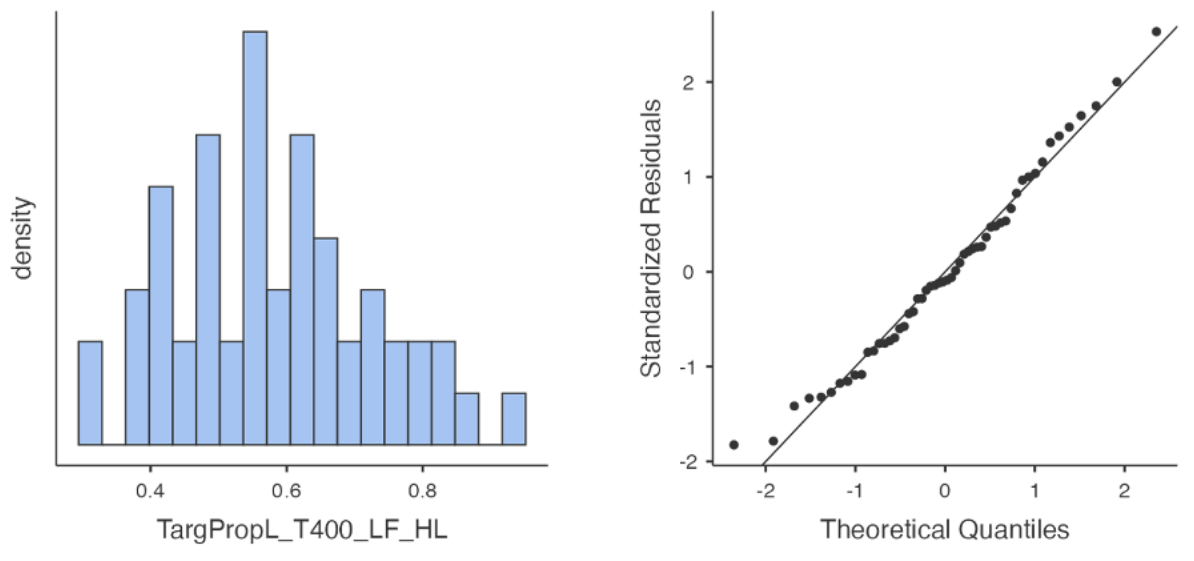 density
0.4 0.6 0.8
TargPropL_T400_LF_HL
Standardized Residuals
2
1
0
-1
-2
-2 -1 0 1 2
Theoretical Quantiles